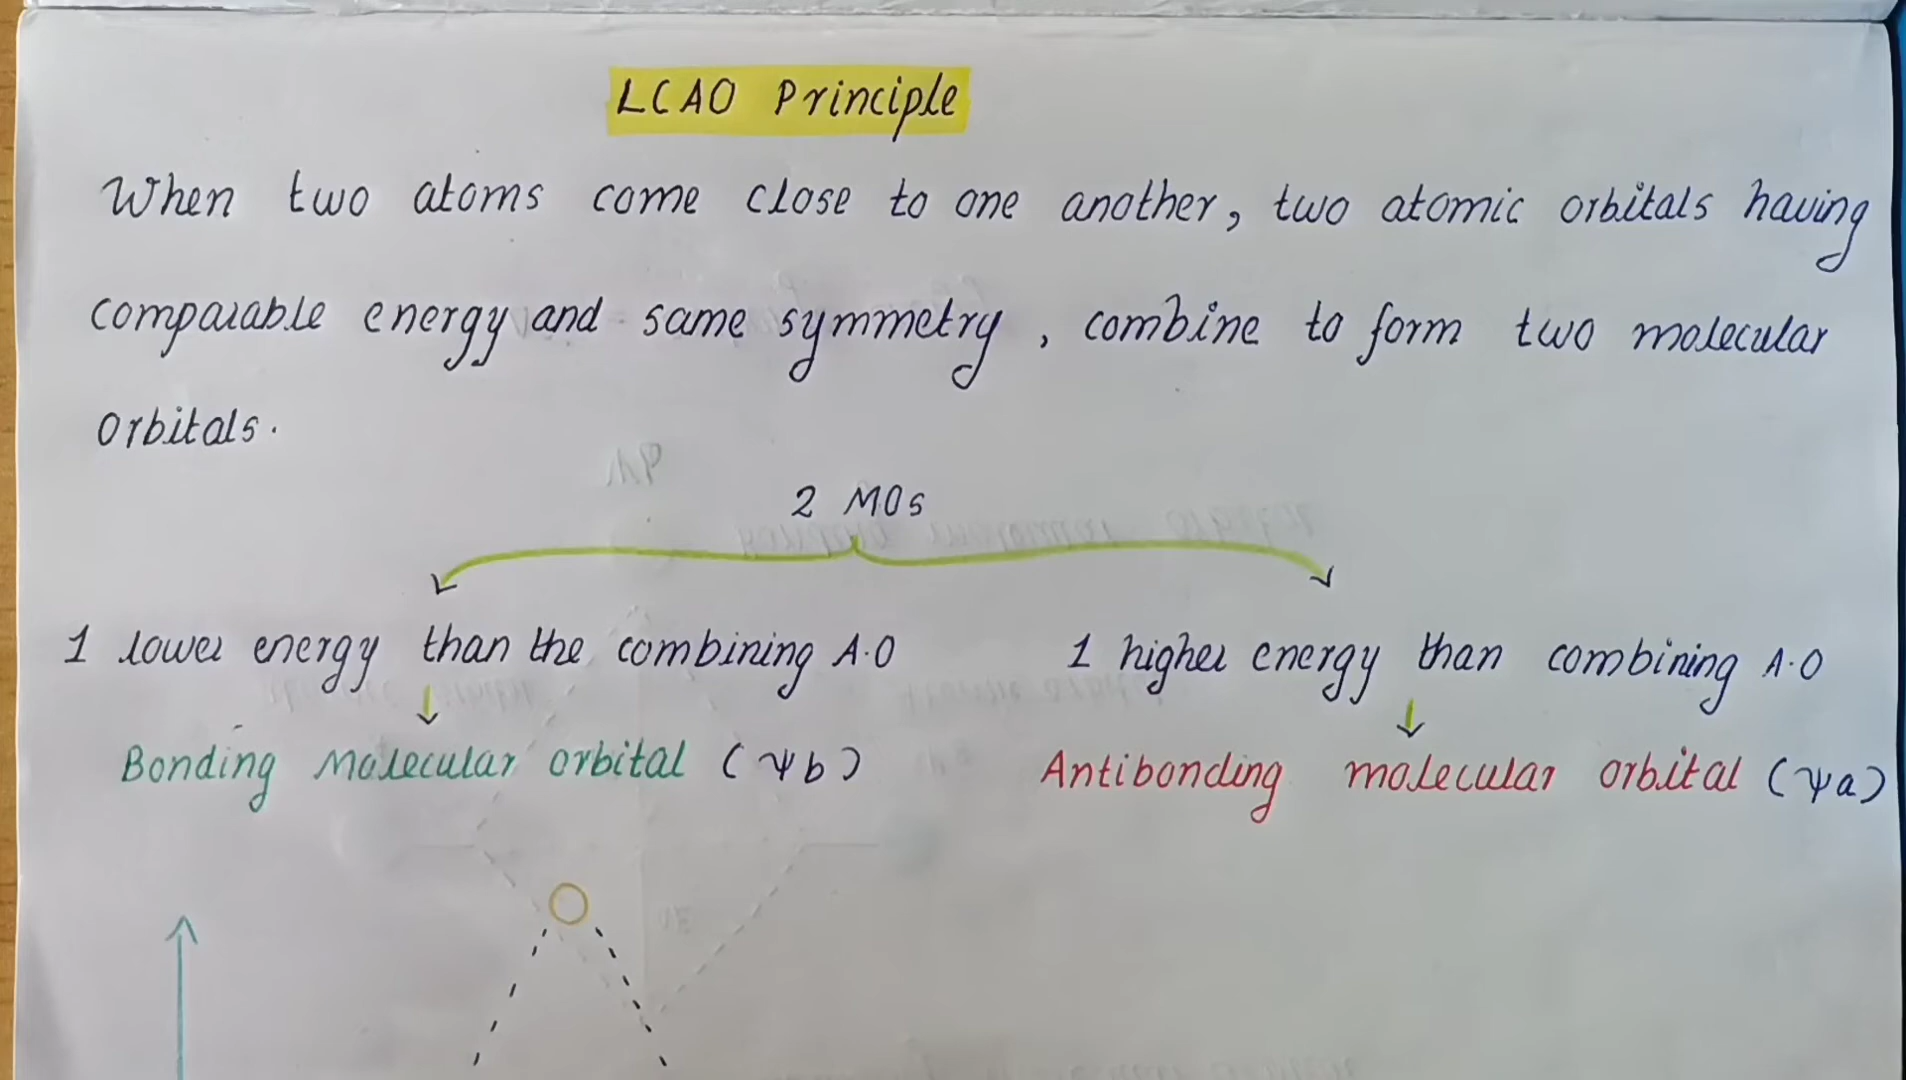 LCAO Principle
When two atoms come close to one another, two atomic orbitals having
comparable energy and same symmetry, combine to form two molecular
orbitals.
2 MOs
1 lower energy than the combining A.O
1 higher energy than combining A.O
Bonding Molecular orbital (ψb)
Antibonding molecular orbital (ψa)